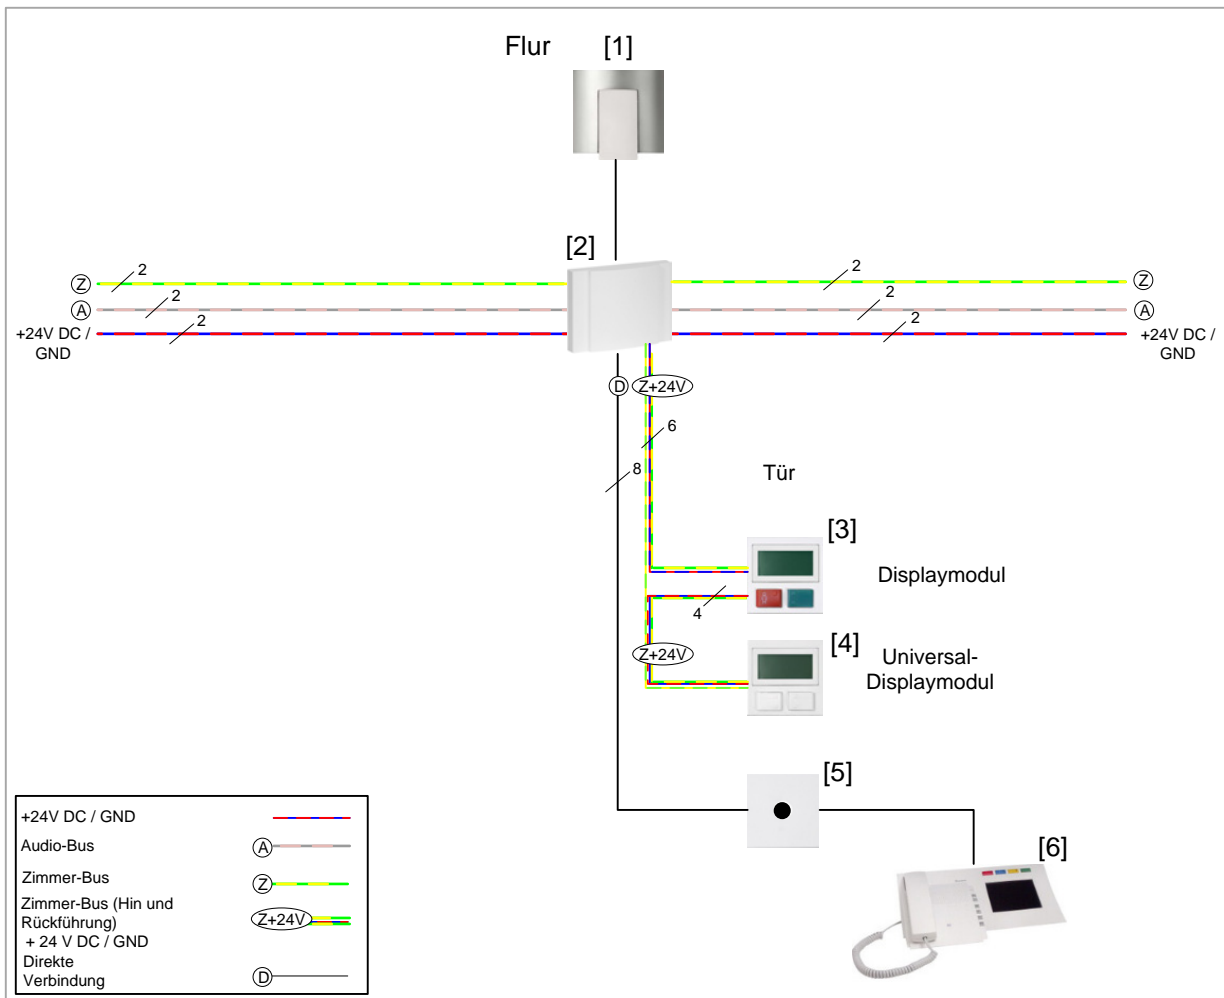 Flur [1]
[2]
2
2
Z
Z
2
2
A
A
2
2
+24V DC /
GND
+24V DC /
GND
D
Z+24V
6
8
Tür
[3]
Displaymodul
4
[4]
Z+24V
Universal-
Displaymodul
[5]
[6]
+24V DC / GND
Audio-Bus
A
Zimmer-Bus
Z
Zimmer-Bus (Hin und
Rückführung)
Z+24V
+ 24 V DC / GND
Direkte
Verbindung
D